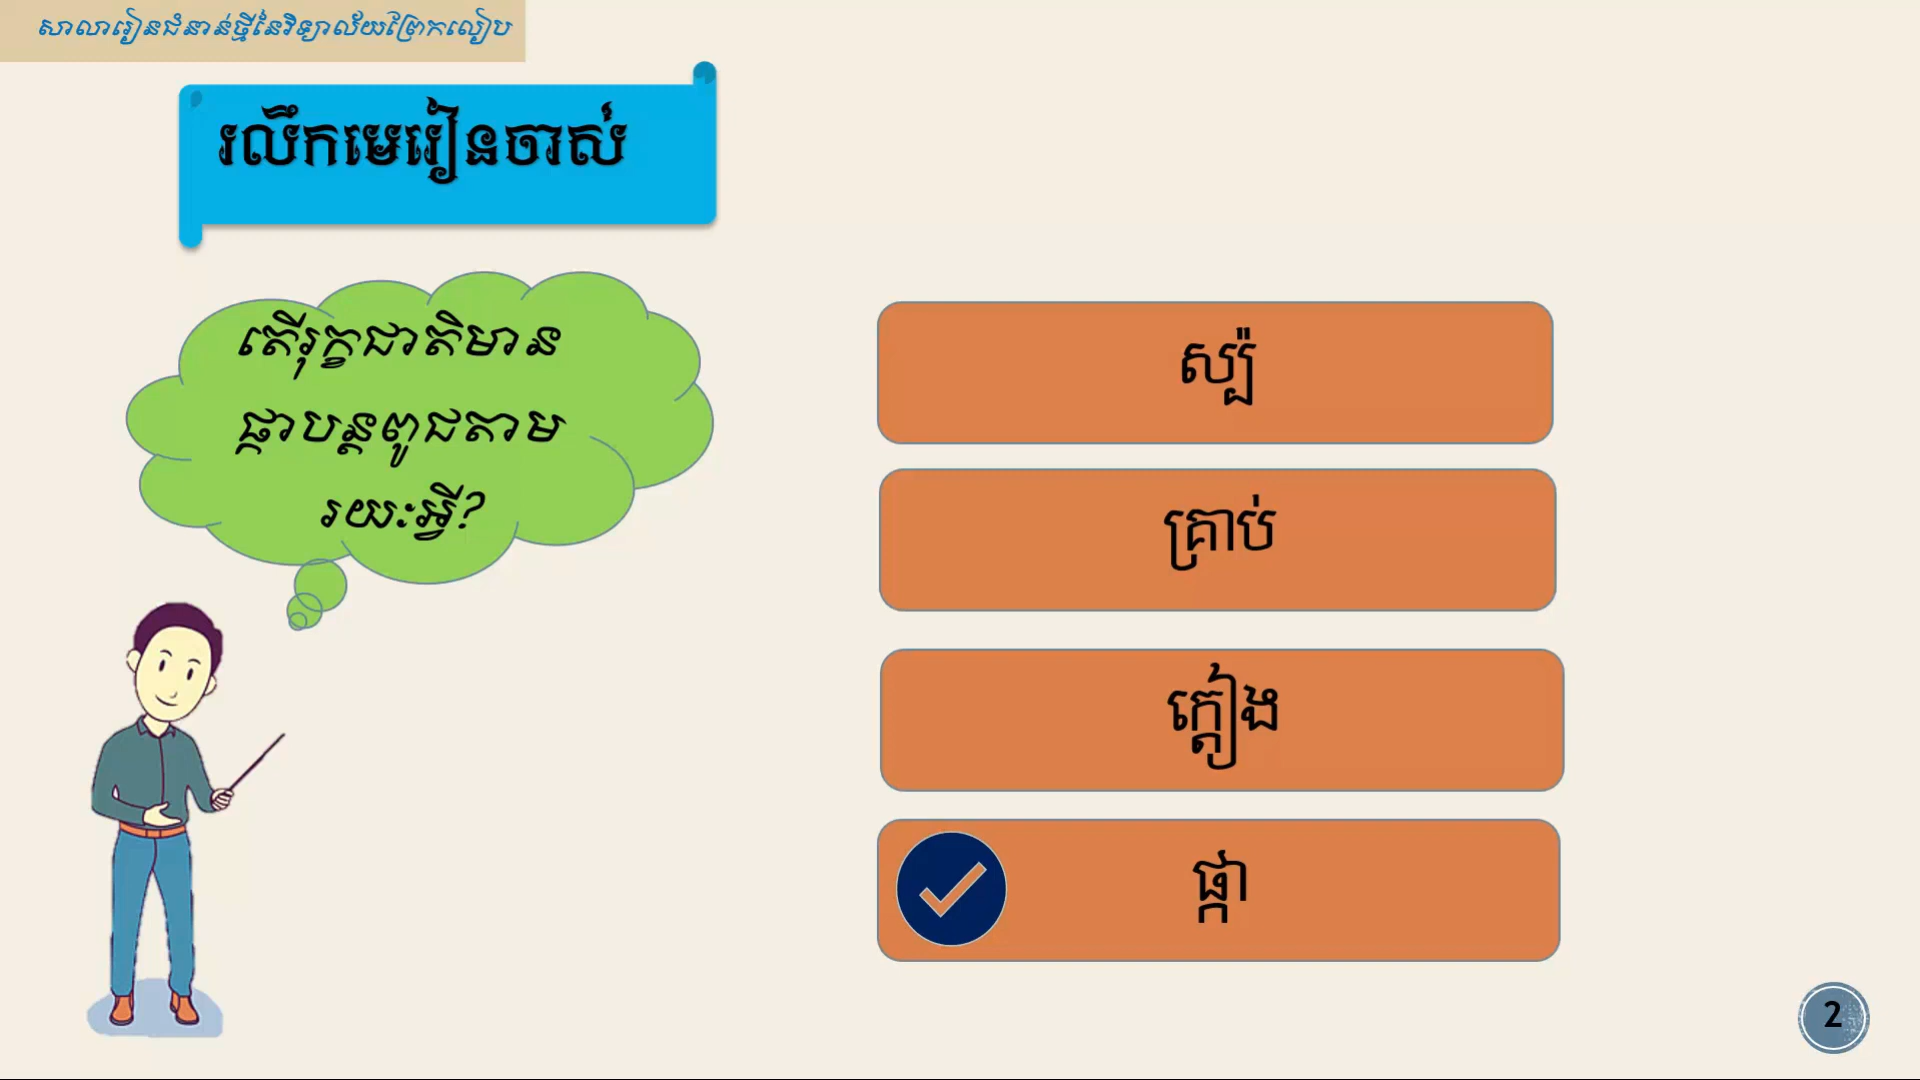 សាលារៀនជំនាន់ថ្មីនៃវិទ្យាល័យព្រែកលៀប
រលឹកមេរៀនចាស់
តើរុក្ខជាតិមាន
ផ្កាបន្តពូជតាម
រយៈអ្វី?
ស្ប៉
គ្រាប់
ក្តៀង
ផ្កា
2